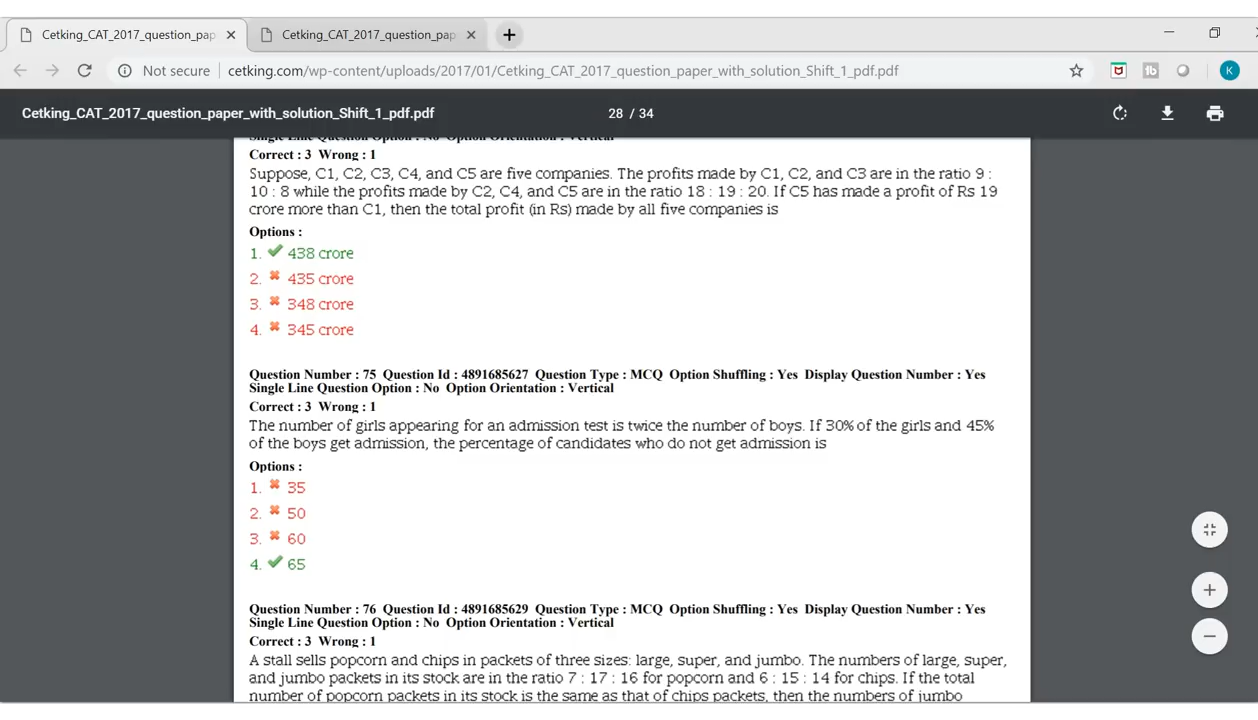 Cetking_CAT_2017_question_pap
Cetking_CAT_2017_question_pap
Not secure
cetking.com/wp-content/uploads/2017/01/Cetking_CAT_2017_question_paper_with_solution_Shift_1_pdf.pdf
K
Cetking_CAT_2017_question_paper_with_solution_Shift_1_pdf.pdf
28 / 34
Single Line Question Option : No Option Orientation : Vertical
Correct : 3 Wrong : 1
Suppose, C1, C2, C3, C4, and C5 are five companies. The profits made by C1, C2, and C3 are in the ratio 9 :
10 : 8 while the profits made by C2, C4, and C5 are in the ratio 18 : 19 : 20. If C5 has made a profit of Rs 19
crore more than C1, then the total profit (in Rs) made by all five companies is
Options :
1. 438 crore
2. 435 crore
3. 348 crore
4. 345 crore
Question Number : 75 Question Id : 4891685627 Question Type : MCQ Option Shuffling : Yes Display Question Number : Yes
Single Line Question Option : No Option Orientation : Vertical
Correct : 3 Wrong : 1
The number of girls appearing for an admission test is twice the number of boys. If 30% of the girls and 45%
of the boys get admission, the percentage of candidates who do not get admission is
Options :
1. 35
2. 50
3. 60
4. 65
Question Number : 76 Question Id : 4891685629 Question Type : MCQ Option Shuffling : Yes Display Question Number : Yes
Single Line Question Option : No Option Orientation : Vertical
Correct : 3 Wrong : 1
A stall sells popcorn and chips in packets of three sizes: large, super, and jumbo. The numbers of large, super,
and jumbo packets in its stock are in the ratio 7 : 17 : 16 for popcorn and 6 : 15 : 14 for chips. If the total
number of popcorn packets in its stock is the same as that of chips packets, then the numbers of jumbo